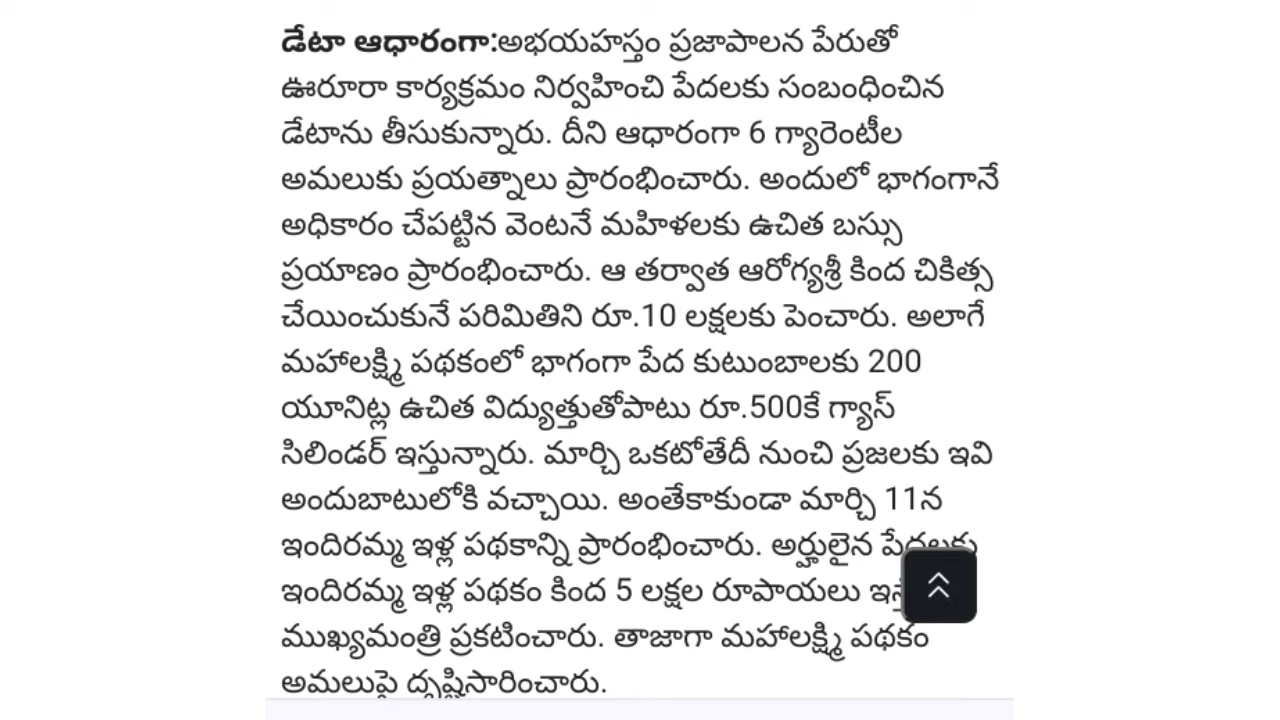 డేటా ఆధారంగా:అభయహస్తం ప్రజాపాలన పేరుతో
ఊరూరా కార్యక్రమం నిర్వహించి పేదలకు సంబంధించిన
డేటాను తీసుకున్నారు. దీని ఆధారంగా 6 గ్యారెంటీల
అమలుకు ప్రయత్నాలు ప్రారంభించారు. అందులో భాగంగానే
అధికారం చేపట్టిన వెంటనే మహిళలకు ఉచిత బస్సు
ప్రయాణం ప్రారంభించారు. ఆ తర్వాత ఆరోగ్యశ్రీ కింద చికిత్స
చేయించుకునే పరిమితిని రూ.10 లక్షలకు పెంచారు. అలాగే
మహాలక్ష్మి పథకంలో భాగంగా పేద కుటుంబాలకు 200
యూనిట్ల ఉచిత విద్యుత్తుతోపాటు రూ.500కే గ్యాస్
సిలిండర్ ఇస్తున్నారు. మార్చి ఒకటోతేదీ నుంచి ప్రజలకు ఇవి
అందుబాటులోకి వచ్చాయి. అంతేకాకుండా మార్చి 11న
ఇందిరమ్మ ఇళ్ల పథకాన్ని ప్రారంభించారు. అర్హులైన పేదలకు
ఇందిరమ్మ ఇళ్ల పథకం కింద 5 లక్షల రూపాయలు
ముఖ్యమంత్రి ప్రకటించారు. తాజాగా మహాలక్ష్మి పథకం
అమలుపై దృష్టిసారించారు.